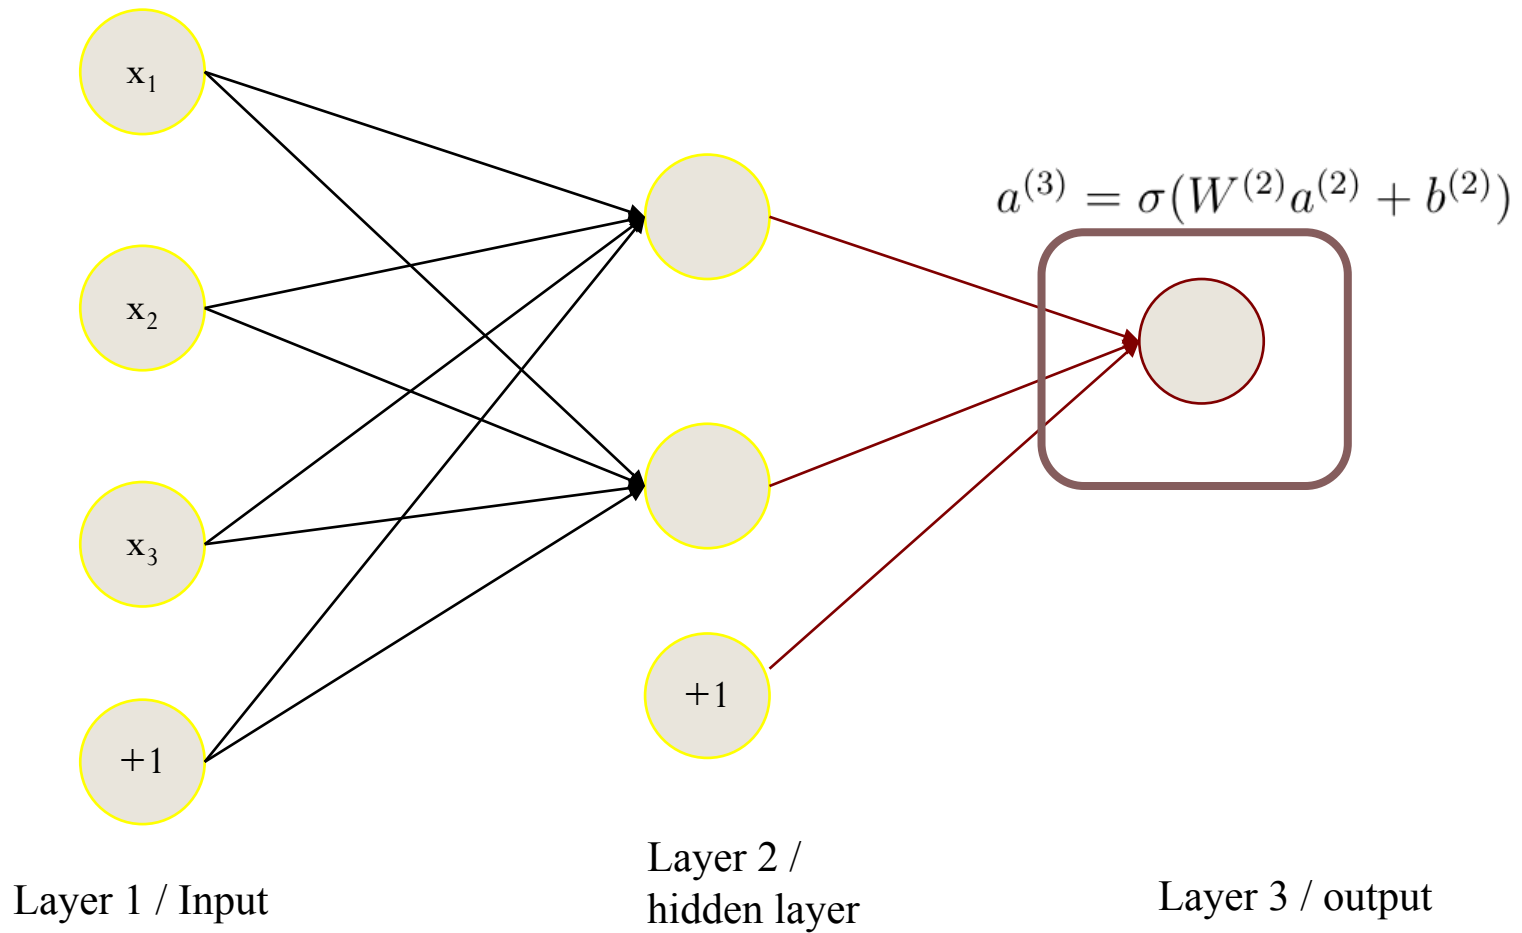 x₁
x₂
x₃
+1
+1
a⁽³⁾ = σ(W⁽²⁾a⁽²⁾ + b⁽²⁾)
Layer 1 / Input
Layer 2 /
hidden layer
Layer 3 / output